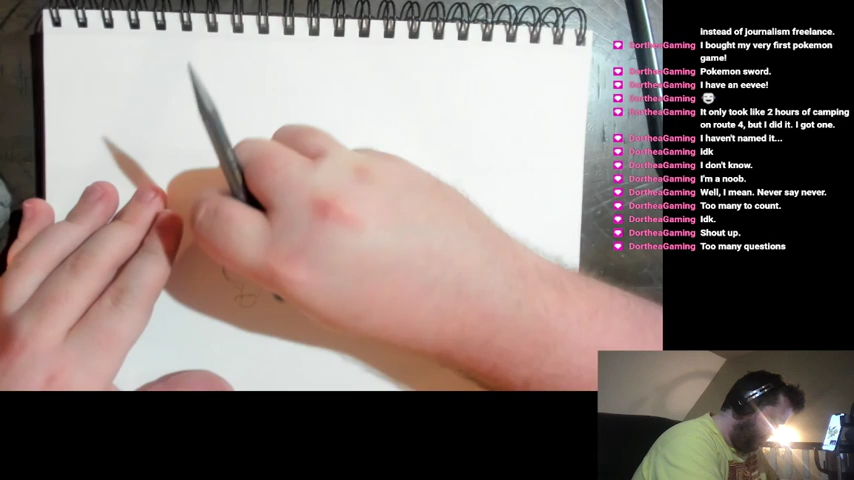 instead of journalism freelance.
DortheaGaming I bought my very first pokemon
game!
DortheaGaming Pokemon sword.
DortheaGaming I have an eevee!
DortheaGaming
DortheaGaming It only took like 2 hours of camping
on route 4, but I did it. I got one.
DortheaGaming I haven't named it...
DortheaGaming idk
DortheaGaming I don't know.
DortheaGaming I'm a noob.
DortheaGaming Well, I mean. Never say never.
DortheaGaming Too many to count.
DortheaGaming Idk.
DortheaGaming Shout up.
DortheaGaming Too many questions